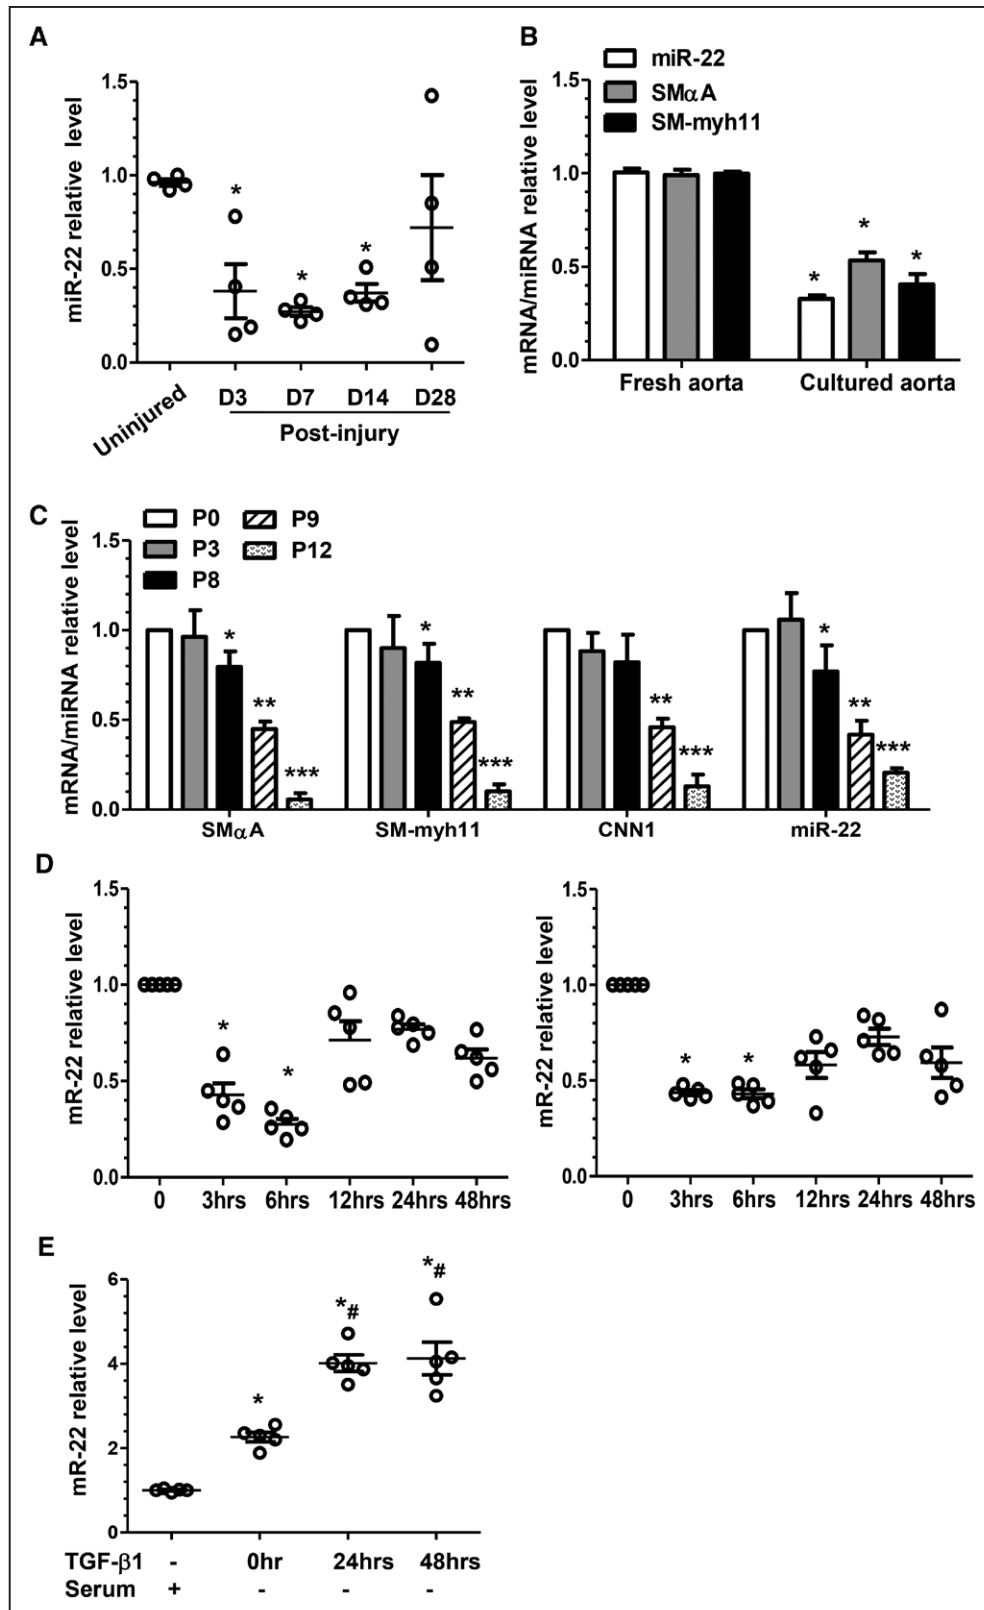 A
miR-22 relative level
1.5
1.0
0.5
0.0
* * *
Uninjured D3 D7 D14 D28
Post-injury
B
miR-22
SMαA
SM-myh11
mRNA/miRNA relative level
1.5
1.0
0.5
0.0
* * *
Fresh aorta Cultured aorta
C
P0 P9
P3 P12
P8
mRNA/miRNA relative level
1.5
1.0
0.5
0.0
* ** *** * ** *** ** *** * ** ***
SMαA SM-myh11 CNN1 miR-22
D
mR-22 relative level
1.5
1.0
0.5
0.0
* *
0 3hrs 6hrs 12hrs 24hrs 48hrs
mR-22 relative level
1.5
1.0
0.5
0.0
* *
0 3hrs 6hrs 12hrs 24hrs 48hrs
E
mR-22 relative level
6
4
2
0
* *# *#
TGF-β1 - 0hr 24hrs 48hrs
Serum + - - -